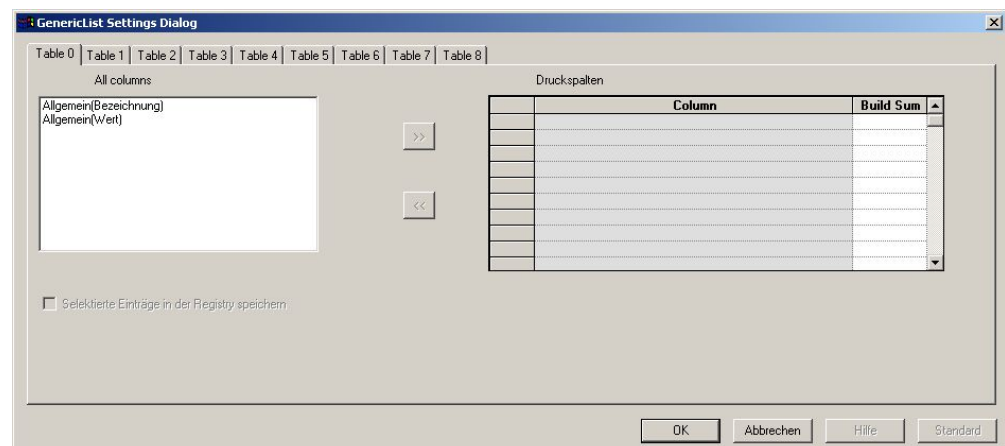 GenericList Settings Dialog
Table 0 Table 1 Table 2 Table 3 Table 4 Table 5 Table 6 Table 7 Table 8
All columns Druckspalten
Allgemein(Bezeichnung)
Allgemein(Wert)
Column Build Sum
>>
<<
Selektierte Einträge in der Registry speichern
OK Abbrechen Hilfe Standard